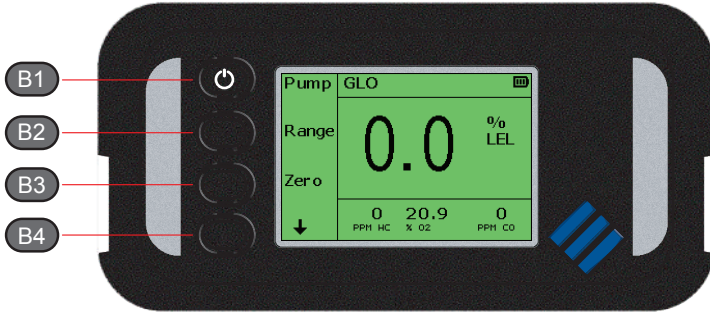 B1
B2
B3
B4
Pump GLO
Range
Zero
0.0 % LEL
0 20.9 0
PPM HC % O2 PPM CO